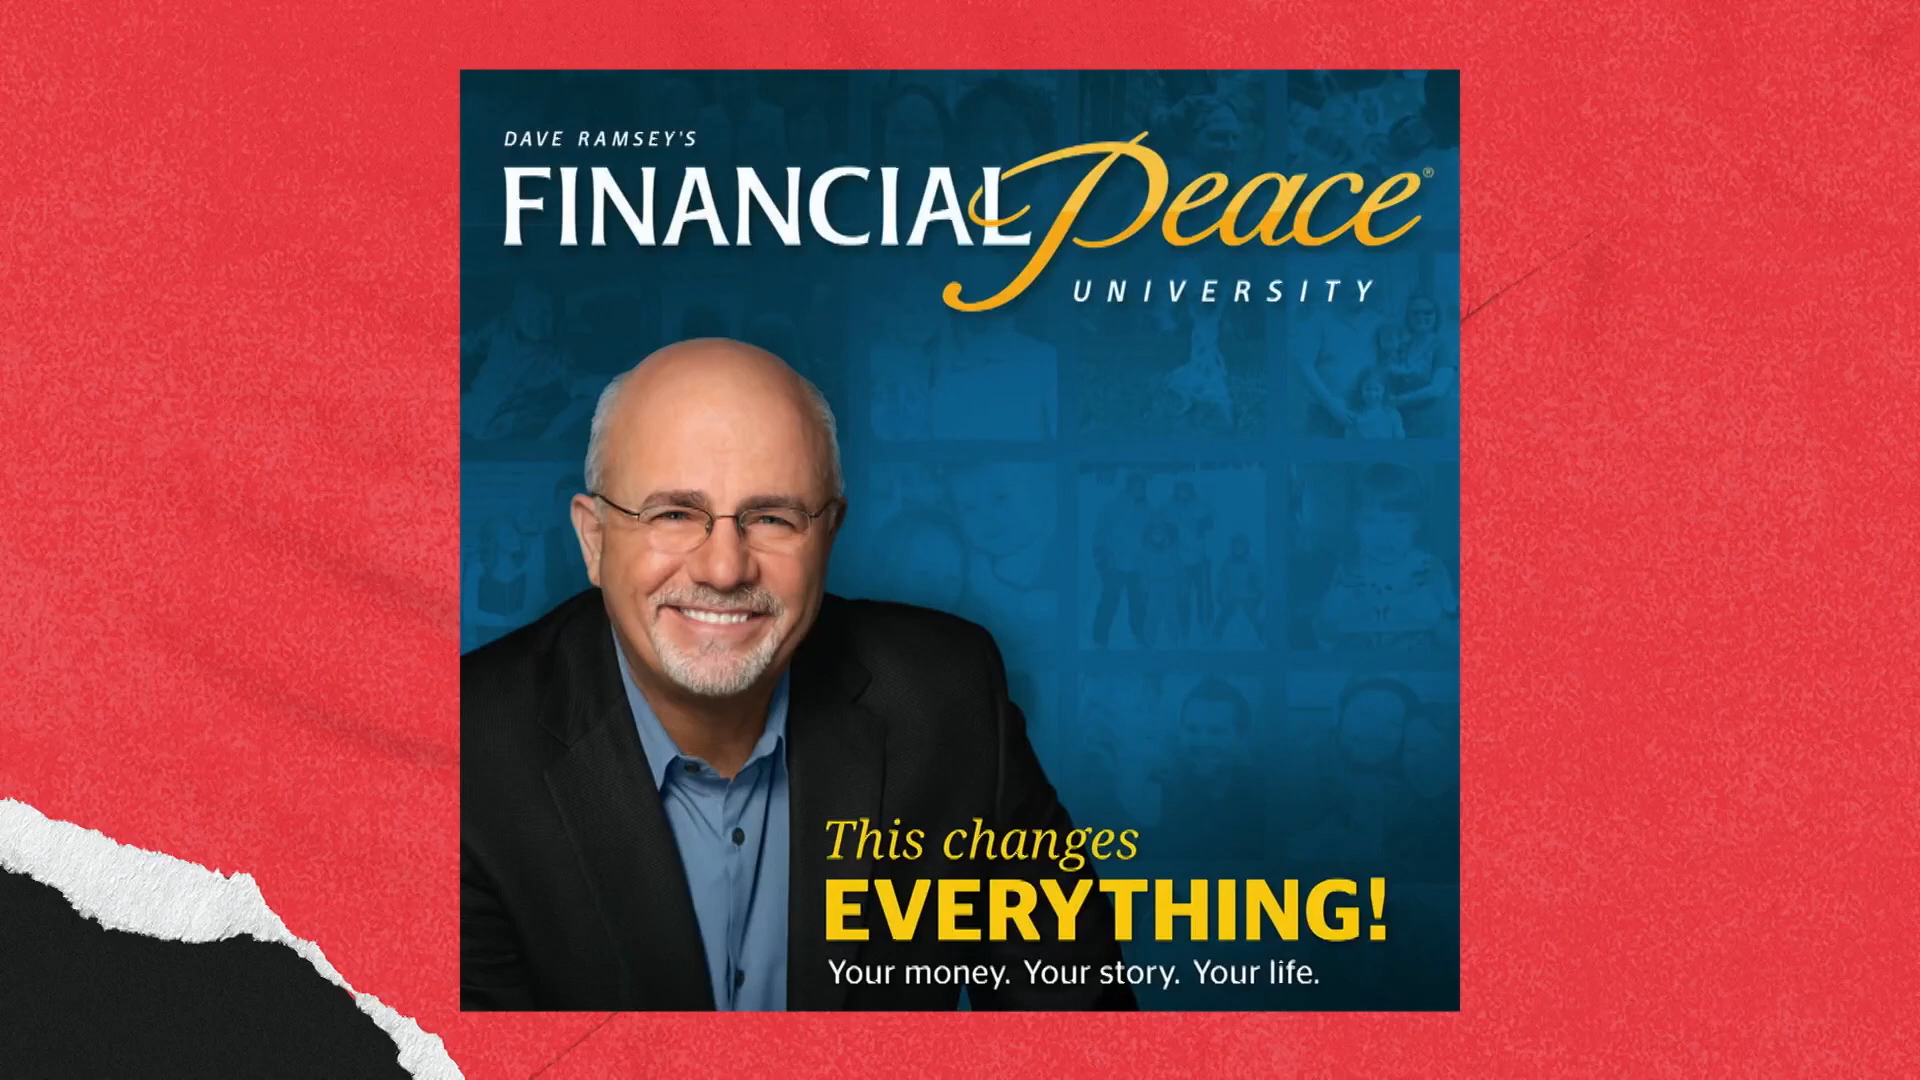 DAVE RAMSEY'S
FINANCIAL Peace®
UNIVERSITY
This changes
EVERYTHING!
Your money. Your story. Your life.